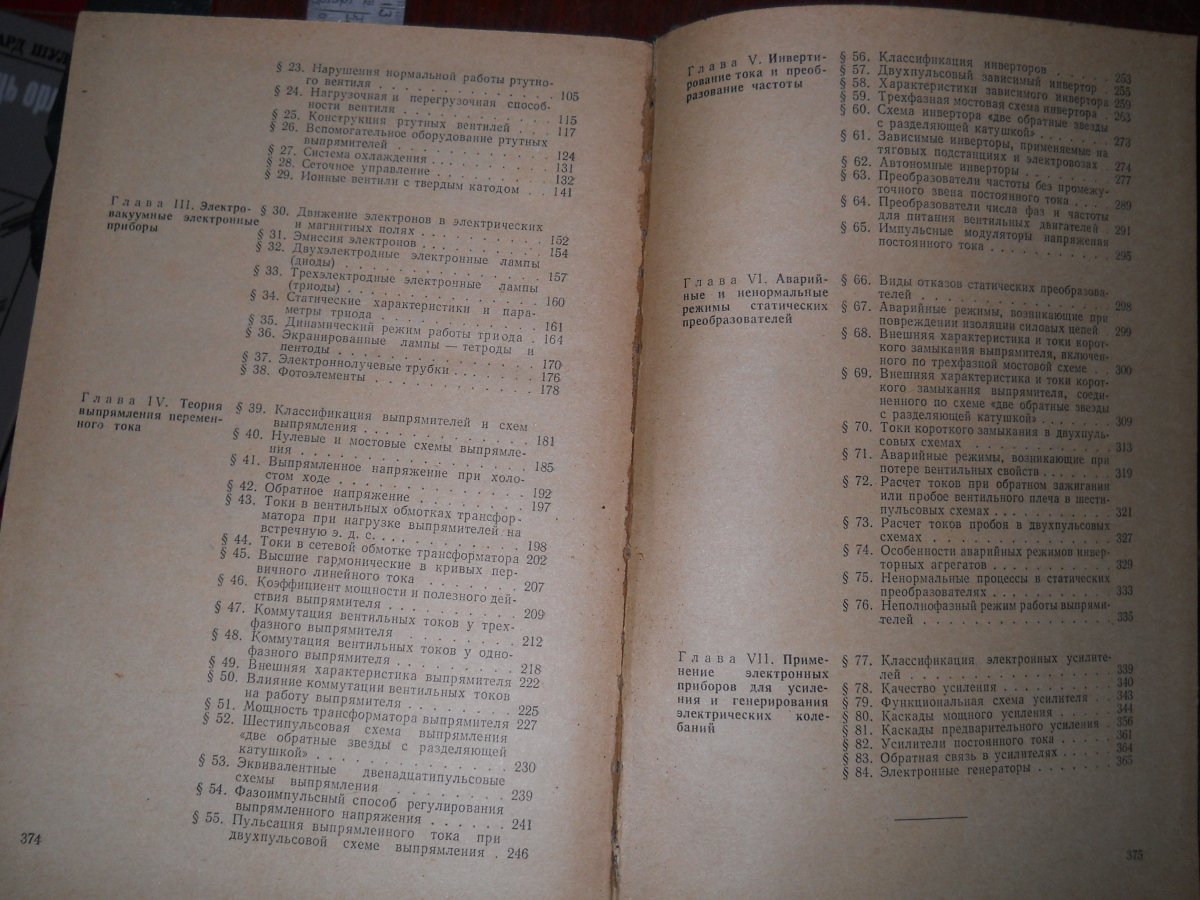 АРД ШУЛ
§ 23. Нарушения нормальной работы ртутно-
го вентиля . . . . . . . . . . . 105
§ 24. Нагрузочная и перегрузочная способ-
ности вентиля . . . . . . . . . . 115
§ 25. Конструкция ртутных вентилей . . . 117
§ 26. Вспомогательное оборудование ртутных
выпрямителей . . . . . . . . . . 124
§ 27. Система охлаждения . . . . . . . . 131
§ 28. Сеточное управление . . . . . . . . 132
§ 29. Ионные вентили с твердым катодом . . 141
Глава III. Электро-
вакуумные электронные
приборы
§ 30. Движение электронов в электрических
и магнитных полях . . . . . . . . 152
§ 31. Эмиссия электронов . . . . . . . . 154
§ 32. Двухэлектродные электронные лампы
(диоды) . . . . . . . . . . . . 157
§ 33. Трехэлектродные электронные лампы
(триоды) . . . . . . . . . . . . 160
§ 34. Статические характеристики и пара-
метры триода . . . . . . . . . . 161
§ 35. Динамический режим работы триода . 164
§ 36. Экранированные лампы — тетроды и
пентоды . . . . . . . . . . . . 170
§ 37. Электроннолучевые трубки . . . . . 176
§ 38. Фотоэлементы . . . . . . . . . . 178
Глава IV. Теория
выпрямления перемен-
ного тока
§ 39. Классификация выпрямителей и схем
выпрямления . . . . . . . . . . . 181
§ 40. Нулевые и мостовые схемы выпрямле-
ния . . . . . . . . . . . . . . 185
§ 41. Выпрямленное напряжение при холо-
стом ходе . . . . . . . . . . . . 192
§ 42. Обратное напряжение . . . . . . . 197
§ 43. Токи в вентильных обмотках трансфор-
матора при нагрузке выпрямителей на
встречную э. д. с. . . . . . . . . . 198
§ 44. Токи в сетевой обмотке трансформатора 202
§ 45. Высшие гармонические в кривых пер-
вичного линейного тока . . . . . . 207
§ 46. Коэффициент мощности и полезного дей-
ствия выпрямителя . . . . . . . . 209
§ 47. Коммутация вентильных токов у трех-
фазного выпрямителя . . . . . . . 212
§ 48. Коммутация вентильных токов у одно-
фазного выпрямителя . . . . . . . 218
§ 49. Внешняя характеристика выпрямителя 222
§ 50. Влияние коммутации вентильных токов
на работу выпрямителя . . . . . . . 225
§ 51. Мощность трансформатора выпрямителя 227
§ 52. Шестипульсовая схема выпрямления
«две обратные звезды с разделяющей
катушкой» . . . . . . . . . . . 230
§ 53. Эквивалентные двенадцатипульсовые
схемы выпрямления . . . . . . . . 239
§ 54. Фазоимпульсный способ регулирования
выпрямленного напряжения . . . . . 241
§ 55. Пульсация выпрямленного тока при
двухпульсовой схеме выпрямления . 246
374
Глава V. Инверти-
рование тока и преоб-
разование частоты
§ 56. Классификация инверторов . . . . . 253
§ 57. Двухпульсовый зависимый инвертор . 255
§ 58. Характеристики зависимого инвертора 259
§ 59. Трехфазная мостовая схема инвертора . 263
§ 60. Схема инвертора «две обратные звезды
с разделяющей катушкой» . . . . . 273
§ 61. Зависимые инверторы, применяемые на
тяговых подстанциях и электровозах . 274
§ 62. Автономные инверторы . . . . . . . 277
§ 63. Преобразователи частоты без промежу-
точного звена постоянного тока . . . 289
§ 64. Преобразователи числа фаз и частоты
для питания вентильных двигателей . 291
§ 65. Импульсные модуляторы напряжения
постоянного тока . . . . . . . . . 295
Глава VI. Аварий-
ные и ненормальные
режимы статических
преобразователей
§ 66. Виды отказов статических преобразова-
телей . . . . . . . . . . . . . 298
§ 67. Аварийные режимы, возникающие при
повреждении изоляции силовых цепей . 299
§ 68. Внешняя характеристика и токи корот-
кого замыкания выпрямителя, включен-
ного по трехфазной мостовой схеме . . 300
§ 69. Внешняя характеристика и токи корот-
кого замыкания выпрямителя, соеди-
ненного по схеме «две обратные звезды
с разделяющей катушкой» . . . . . 309
§ 70. Токи короткого замыкания в двухпуль-
совых схемах . . . . . . . . . . 313
§ 71. Аварийные режимы, возникающие при
потере вентильных свойств . . . . . 319
§ 72. Расчет токов при обратном зажигании
или пробое вентильного плеча в шести-
пульсовых схемах . . . . . . . . . 321
§ 73. Расчет токов пробоя в двухпульсовых
схемах . . . . . . . . . . . . . 327
§ 74. Особенности аварийных режимов инвер-
торных агрегатов . . . . . . . . . 329
§ 75. Ненормальные процессы в статических
преобразователях . . . . . . . . . 333
§ 76. Неполнофазный режим работы выпрями-
телей . . . . . . . . . . . . . 335
Глава VII. Приме-
нение электронных
приборов для усиле-
ния и генерирования
электрических коле-
баний
§ 77. Классификация электронных усилите-
лей . . . . . . . . . . . . . . 339
§ 78. Качество усиления . . . . . . . . 340
§ 79. Функциональная схема усилителя . . 343
§ 80. Каскады мощного усиления . . . . . 344
§ 81. Каскады предварительного усиления . 356
§ 82. Усилители постоянного тока . . . . 361
§ 83. Обратная связь в усилителях . . . . 364
§ 84. Электронные генераторы . . . . . . 365
375